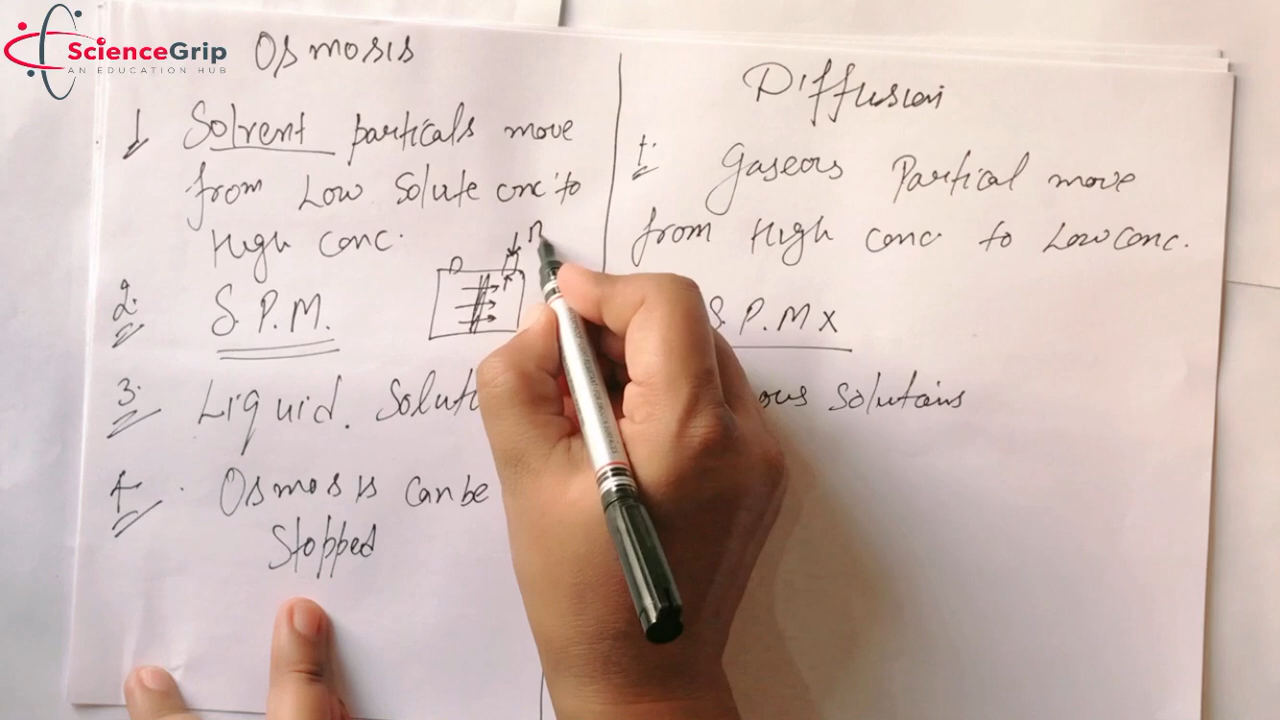 ScienceGrip
AN EDUCATION HUB
Osmosis
1 Solvent particals move
from Low Solute conc to
High conc.
2. S.P.M.
3. Liquid. Solut
4. Osmosis can be
Stopped
Diffusion
1. Gaseous Partical move
from High conc to Low conc.
S.P.M x
ous solutions